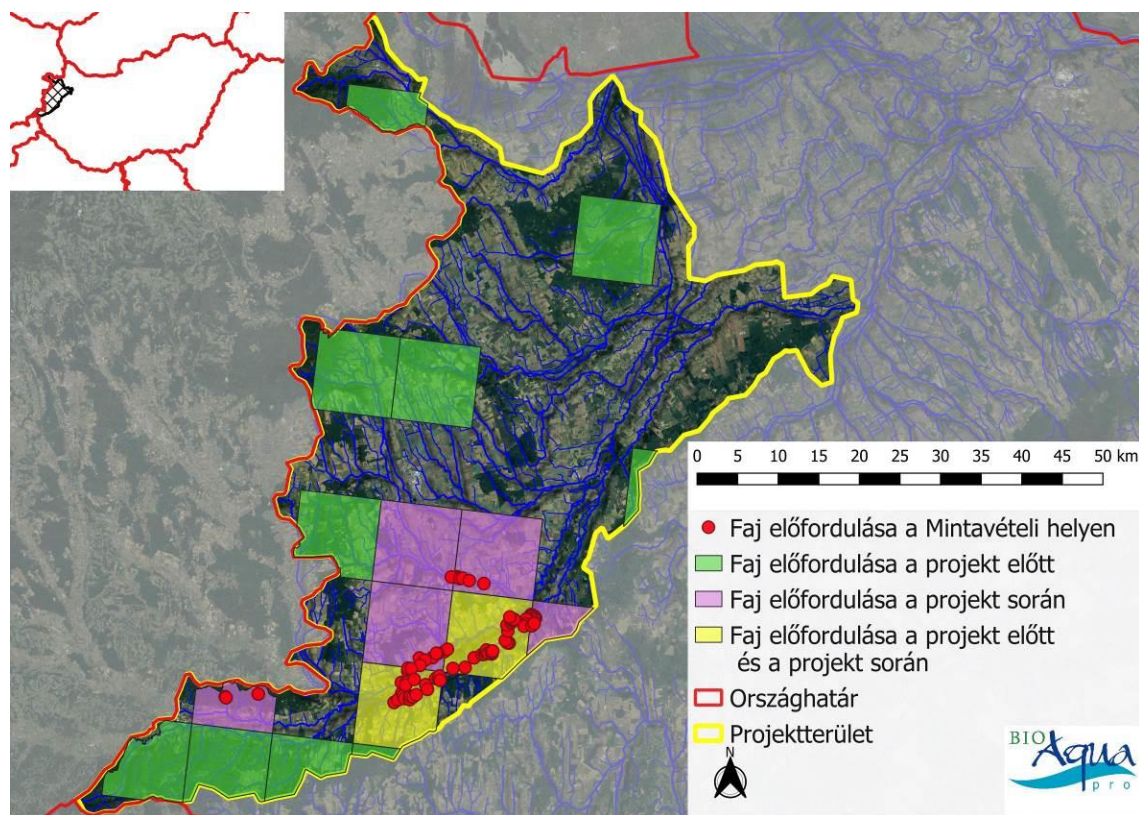 0 5 10 15 20 25 30 35 40 45 50 km
Faj előfordulása a Mintavételi helyen
Faj előfordulása a projekt előtt
Faj előfordulása a projekt során
Faj előfordulása a projekt előtt
és a projekt során
Országhatár
Projektterület
N
BIO
Aqua
pro